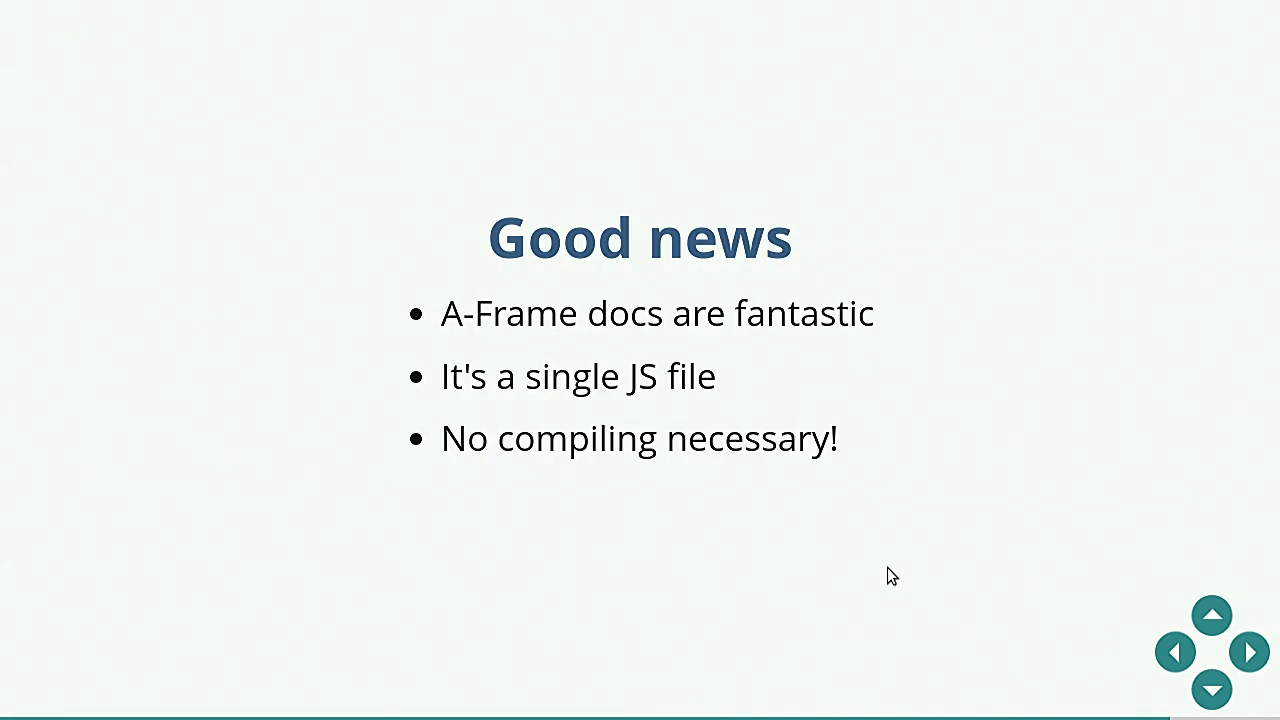 Good news
A-Frame docs are fantastic
It's a single JS file
No compiling necessary!